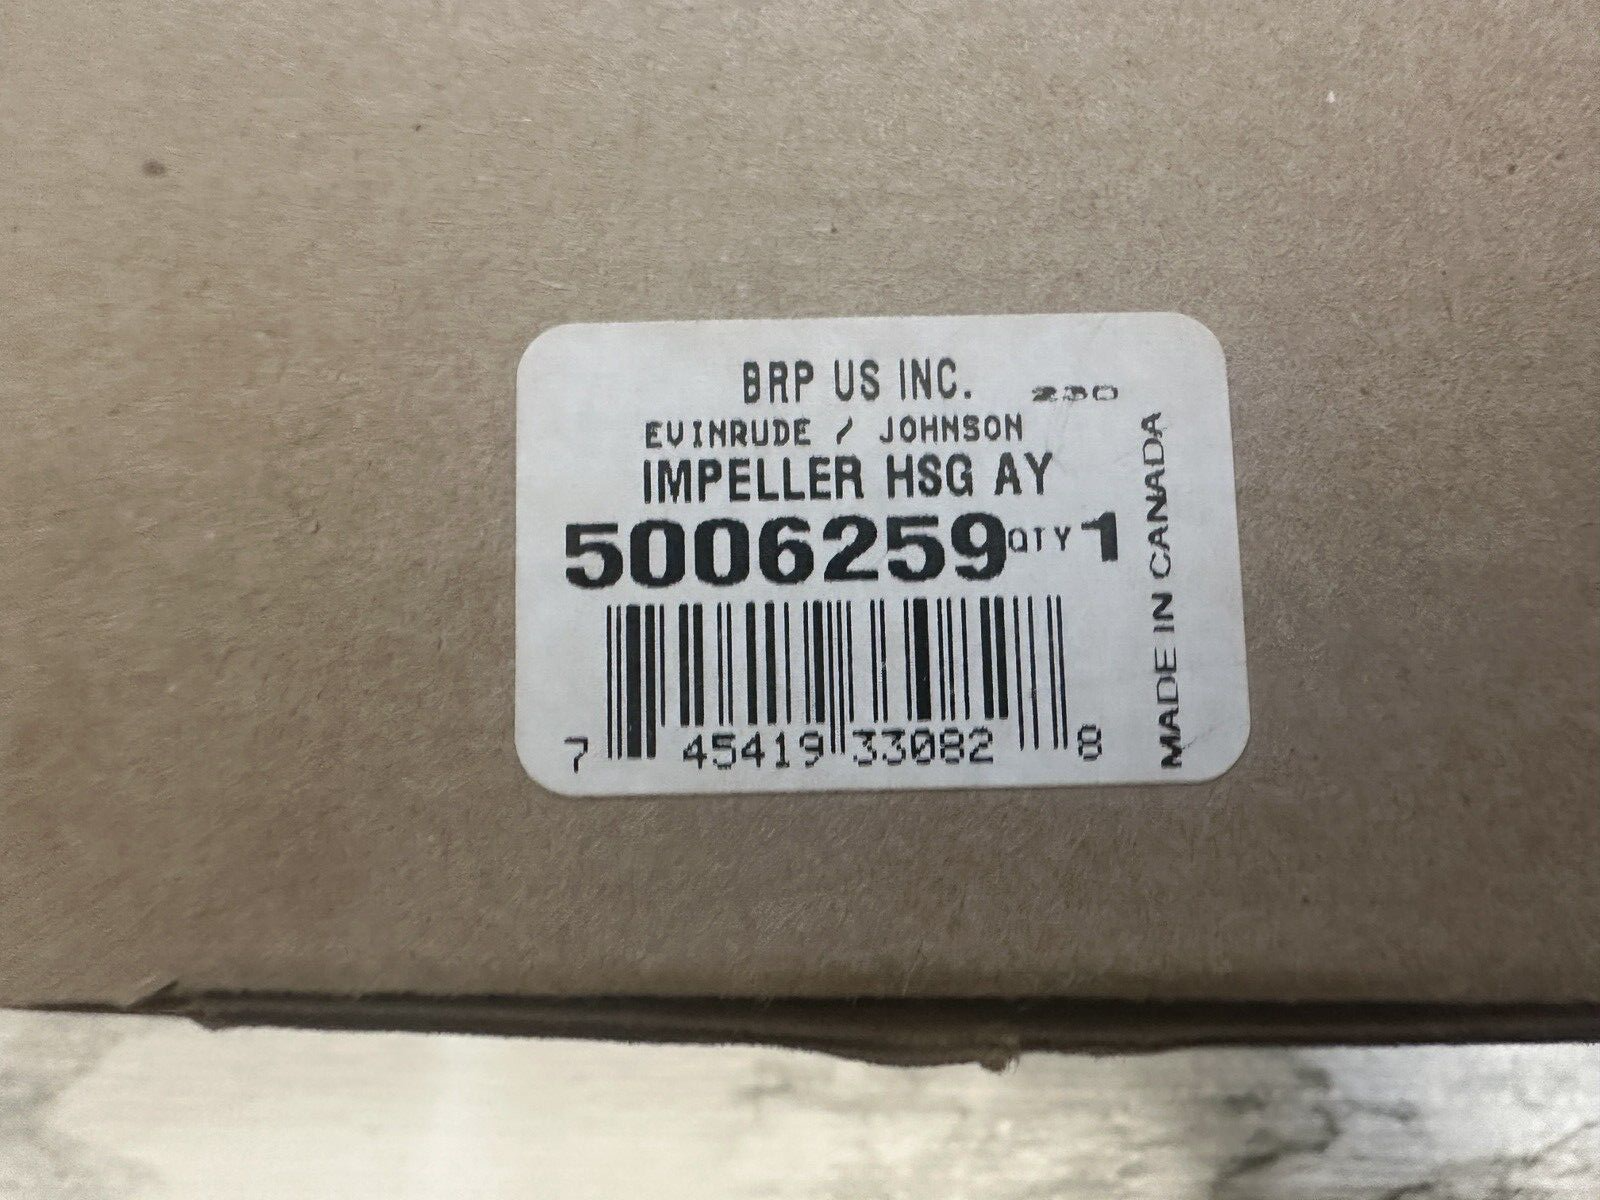 BRP US INC. 230
EVINRUDE / JOHNSON
IMPELLER HSG AY
5006259 QTY 1
7 45419 33082 8
MADE IN CANADA